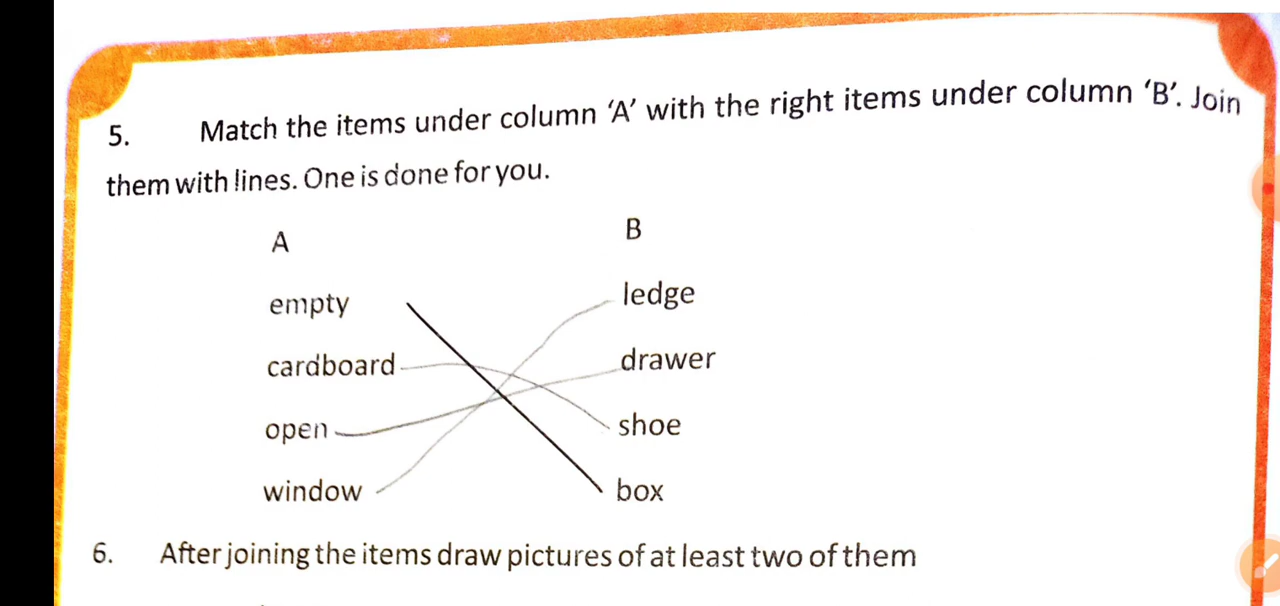 5. Match the items under column ‘A’ with the right items under column ‘B’. Join
them with lines. One is done for you.
A B
empty ledge
cardboard drawer
open shoe
window box
6. After joining the items draw pictures of at least two of them